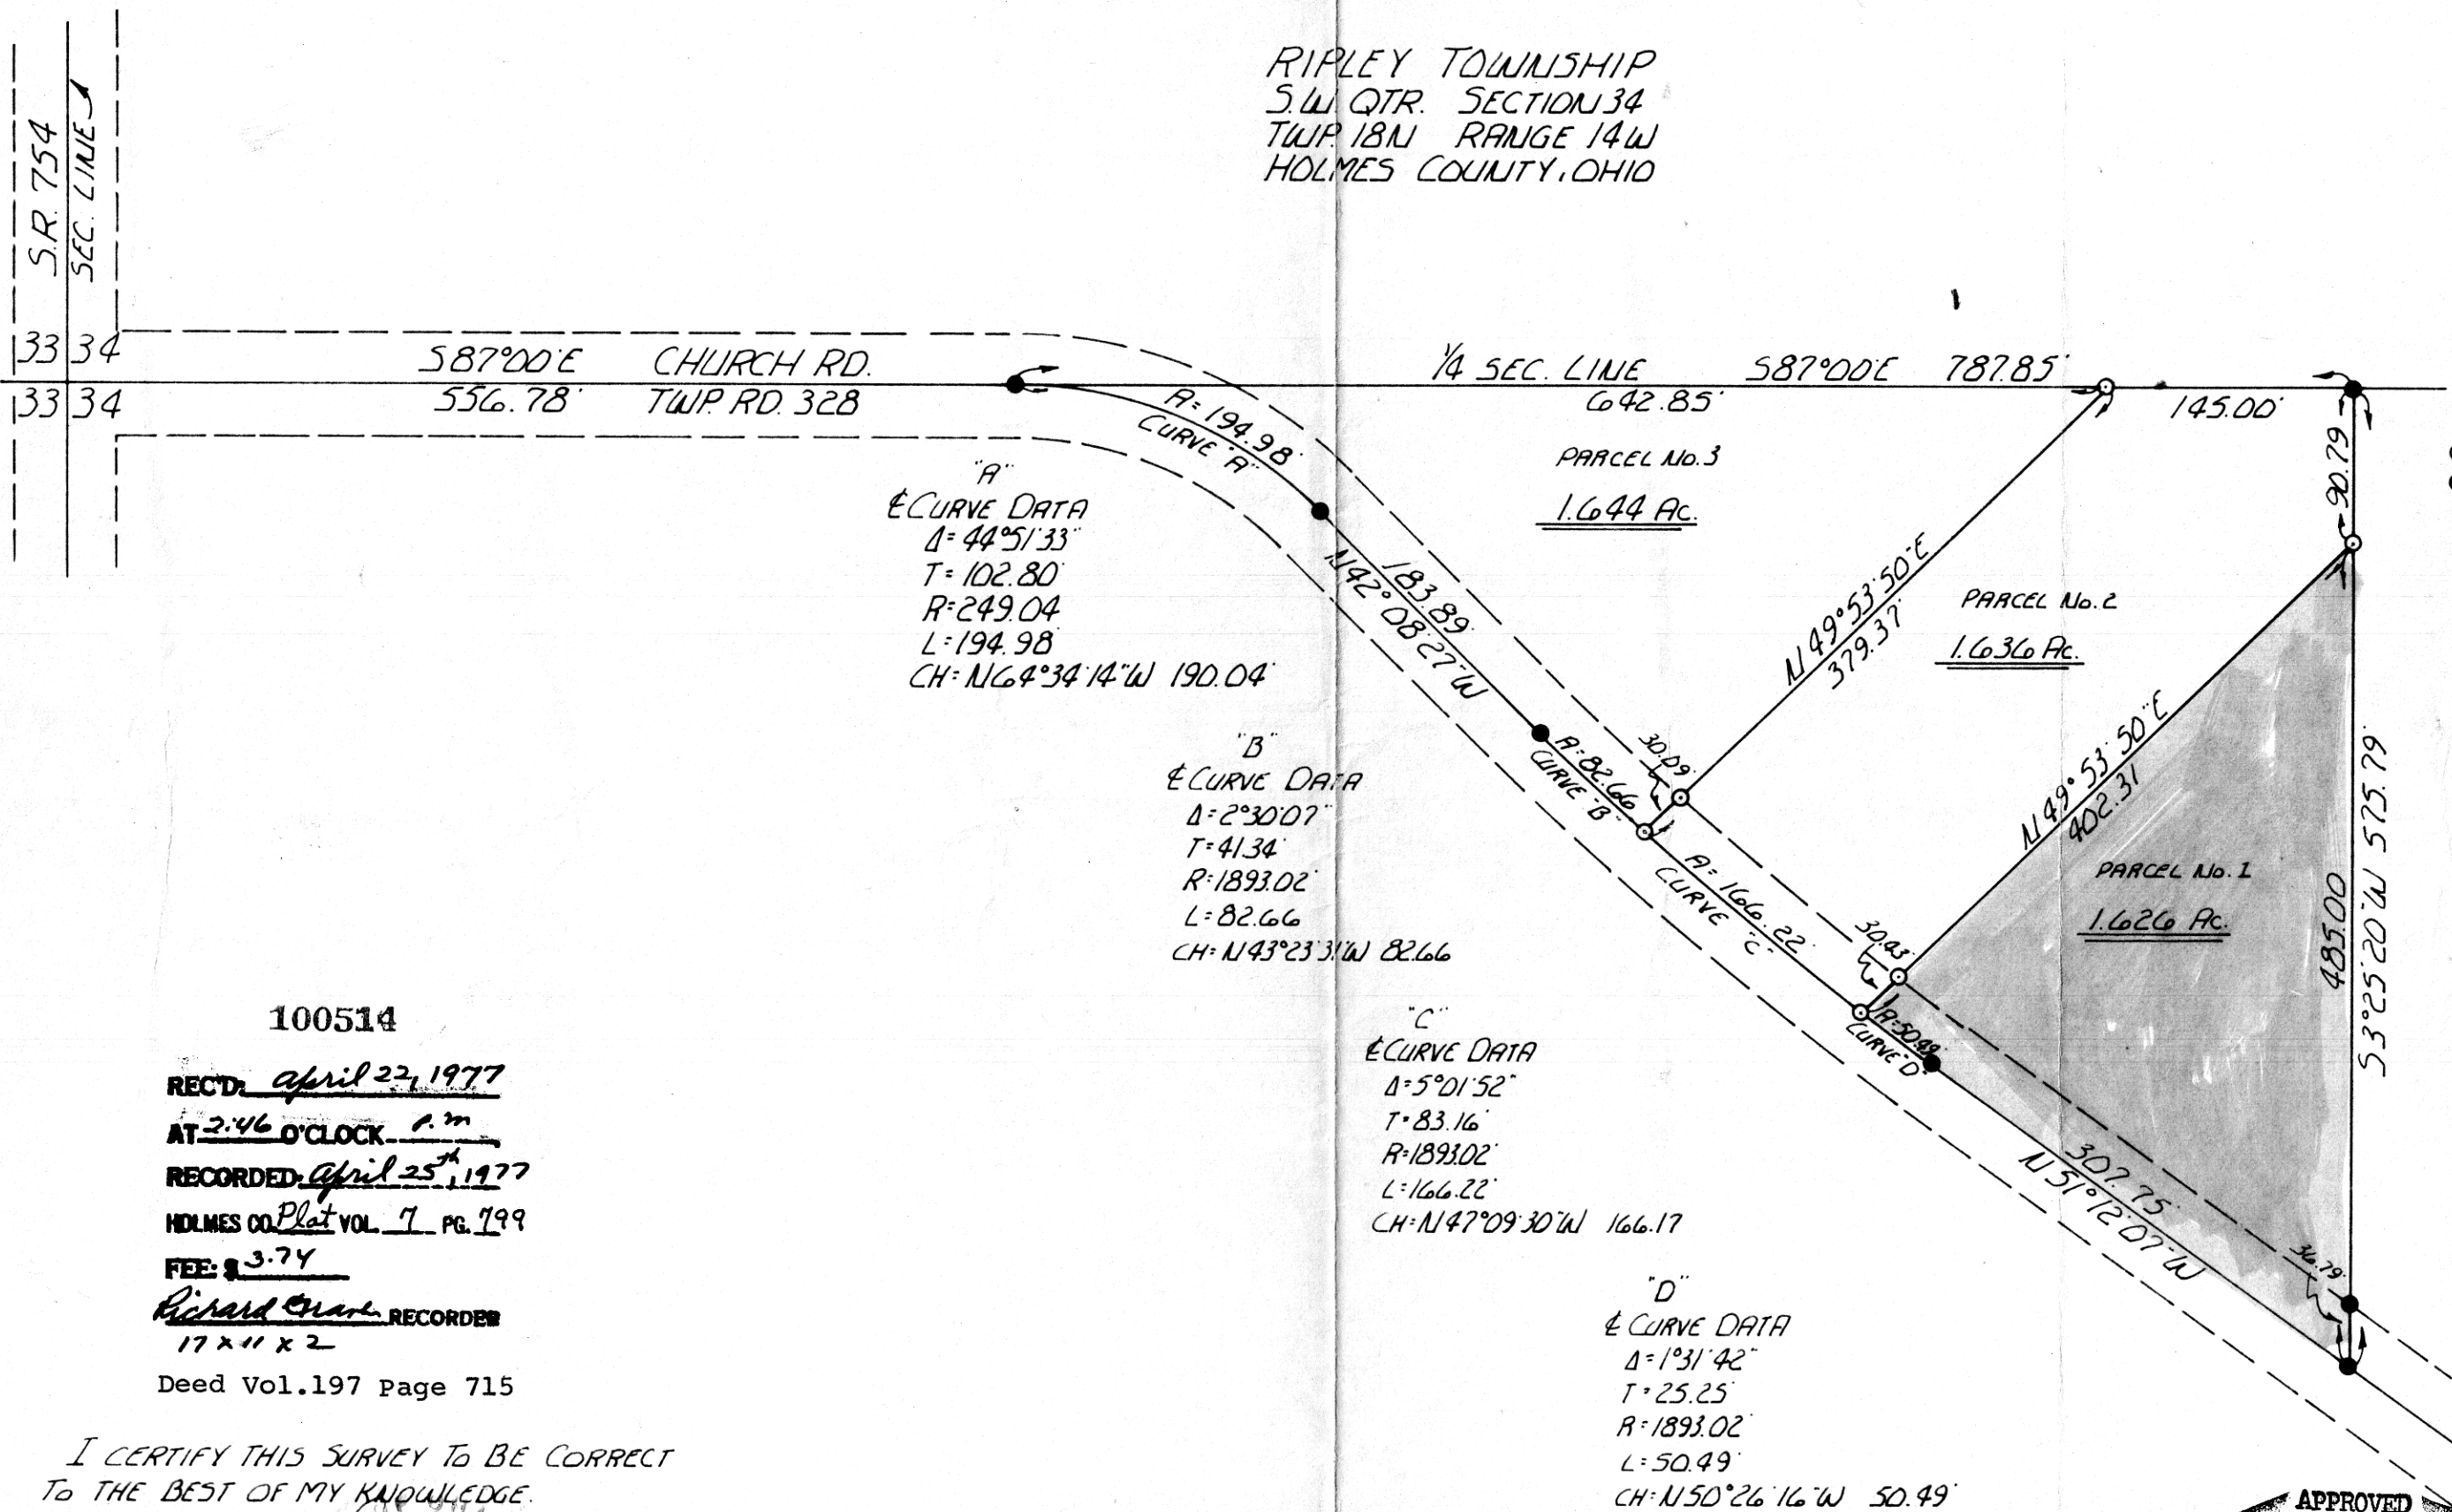 RIPLEY TOWNSHIP
S.W. QTR. SECTION 34
TWP. 18N RANGE 14W
HOLMES COUNTY, OHIO
S.R. 754
SEC. LINE
33 34
33 34
S87°00'E CHURCH RD.
556.78' TWP. RD. 328
1/4 SEC. LINE S87°00'E 787.85'
642.85'
145.00'
90.79
A=194.98'
CURVE "A"
PARCEL No. 3
1.644 Ac.
183.89'
N42°08'27"W
N49°53'50"E
379.37'
PARCEL No. 2
1.636 Ac.
N49°53'50"E
402.31
PARCEL No. 1
1.626 Ac.
485.00
S3°25'20"W 575.79'
30.09'
A=82.66
CURVE "B"
A=166.22'
CURVE "C"
30.43'
A=50.49'
CURVE "D"
307.75'
N51°12'07"W
36.79'
"A"
℄ CURVE DATA
Δ=44°51'33"
T=102.80'
R=249.04
L=194.98'
CH=N64°34'14"W 190.04'
"B"
℄ CURVE DATA
Δ=2°30'07"
T=41.34'
R=1893.02'
L=82.66
CH=N43°23'31"W 82.66
"C"
℄ CURVE DATA
Δ=5°01'52"
T=83.16'
R=1893.02'
L=166.22'
CH=N47°09'30"W 166.17
"D"
℄ CURVE DATA
Δ=1°31'42"
T=25.25'
R=1893.02'
L=50.49'
CH=N50°26'16"W 50.49'
100514
REC'D: April 22, 1977
AT 2:46 O'CLOCK P.m
RECORDED: April 25th, 1977
HOLMES CO. Plat VOL. 7 PG. 799
FEE: $ 3.74
Richard RECORDER
17 x 11 x 2
Deed Vol.197 Page 715
I CERTIFY THIS SURVEY TO BE CORRECT
TO THE BEST OF MY KNOWLEDGE.
APPROVED